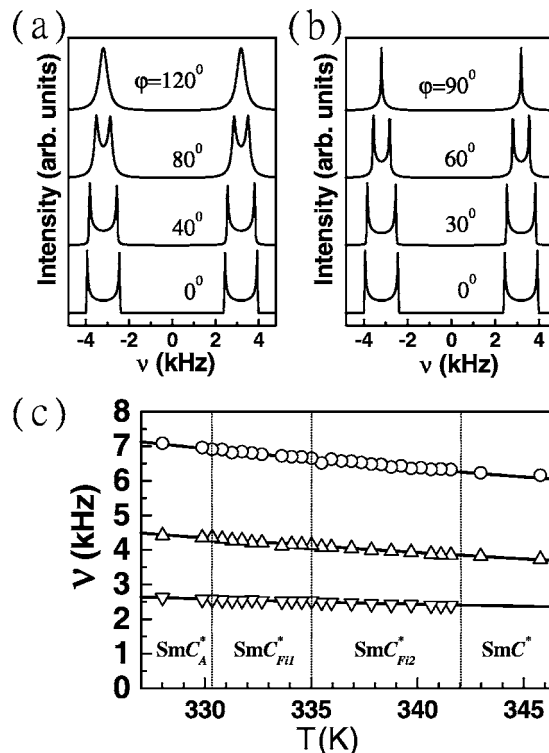 (a)
Intensity (arb. units)
φ=120⁰
80⁰
40⁰
0⁰
-4 -2 0 2 4
ν (kHz)
(b)
Intensity (arb. units)
φ=90⁰
60⁰
30⁰
0⁰
-4 -2 0 2 4
ν (kHz)
(c)
8
7
6
5
4
3
2
1
0
ν (kHz)
SmC*A SmC*Fi1 SmC*Fi2 SmC*
330 335 340 345
T(K)